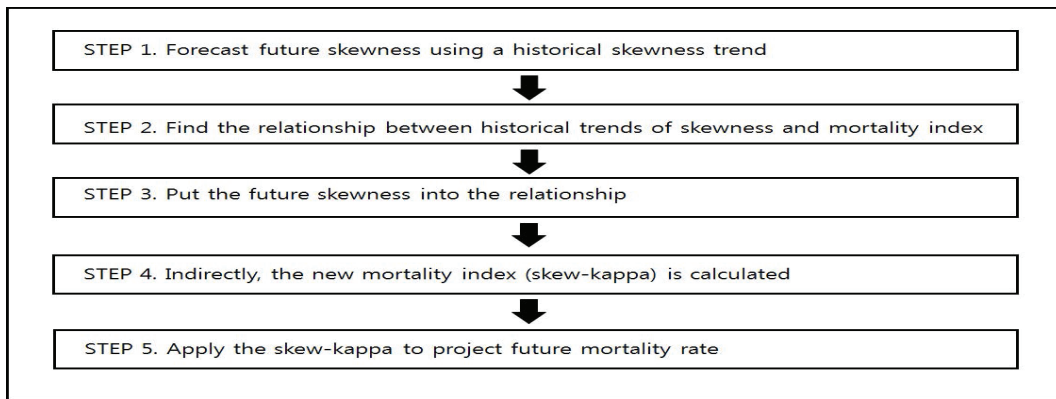 STEP 1. Forecast future skewness using a historical skewness trend
STEP 2. Find the relationship between historical trends of skewness and mortality index
STEP 3. Put the future skewness into the relationship
STEP 4. Indirectly, the new mortality index (skew-kappa) is calculated
STEP 5. Apply the skew-kappa to project future mortality rate